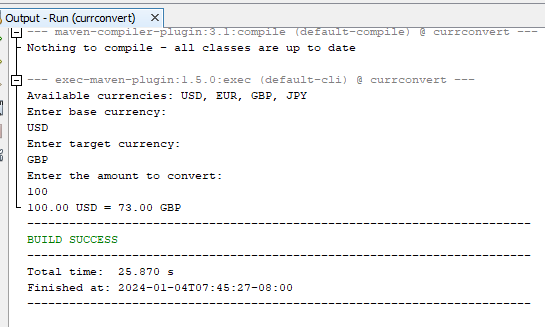 Output - Run (currconvert)
--- maven-compiler-plugin:3.1:compile (default-compile) @ currconvert ---
Nothing to compile - all classes are up to date
--- exec-maven-plugin:1.5.0:exec (default-cli) @ currconvert ---
Available currencies: USD, EUR, GBP, JPY
Enter base currency:
USD
Enter target currency:
GBP
Enter the amount to convert:
100
100.00 USD = 73.00 GBP
------------------------------------------------------------------------
BUILD SUCCESS
------------------------------------------------------------------------
Total time:  25.870 s
Finished at: 2024-01-04T07:45:27-08:00
------------------------------------------------------------------------